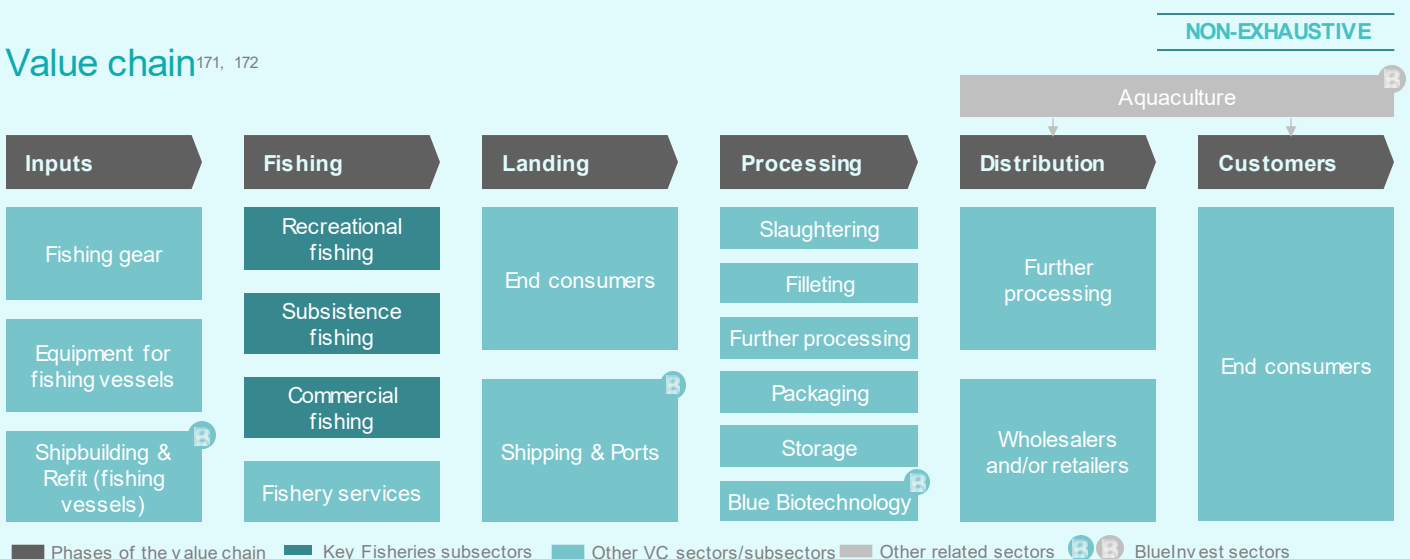 NON-EXHAUSTIVE
Value chain171, 172
Aquaculture
B
Inputs
Fishing
Landing
Processing
Distribution
Customers
Fishing gear
Equipment for
fishing vessels
B
Shipbuilding &
Refit (fishing
vessels)
Recreational
fishing
Subsistence
fishing
Commercial
fishing
Fishery services
End consumers
B
Shipping & Ports
Slaughtering
Filleting
Further processing
Packaging
Storage
B
Blue Biotechnology
Further
processing
Wholesalers
and/or retailers
End consumers
Phases of the value chain
Key Fisheries subsectors
Other VC sectors/subsectors
Other related sectors
B B BlueInvest sectors